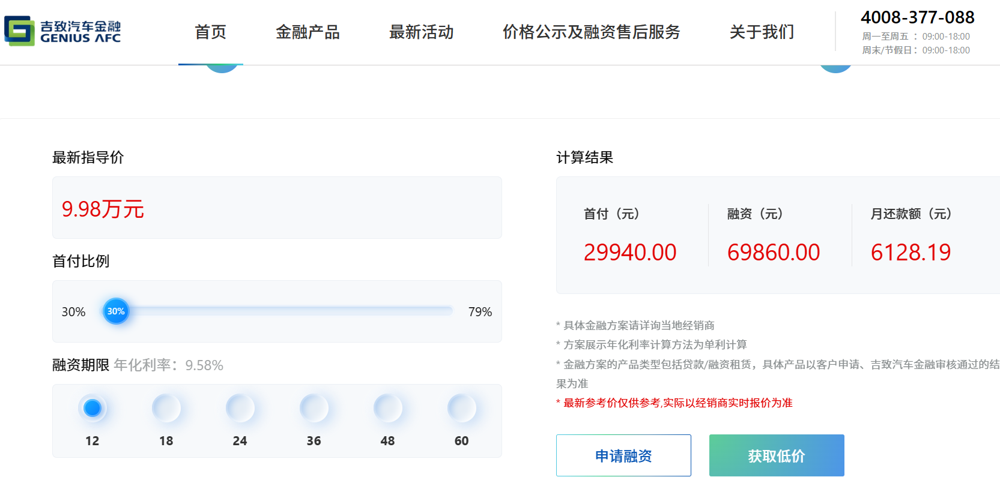 吉致汽车金融
GENIUS AFC
首页
金融产品
最新活动
价格公示及融资售后服务
关于我们
4008-377-088
周一至周五 ：09:00-18:00
周末/节假日：09:00-18:00
最新指导价
9.98万元
首付比例
30%
30%
79%
融资期限 年化利率：9.58%
12
18
24
36
48
60
计算结果
首付（元）
融资（元）
月还款额（元）
29940.00
69860.00
6128.19
* 具体金融方案请详询当地经销商
* 方案展示年化利率计算方法为单利计算
* 金融方案的产品类型包括贷款/融资租赁，具体产品以客户申请、吉致汽车金融审核通过的结
果为准
* 最新参考价仅供参考,实际以经销商实时报价为准
申请融资
获取低价